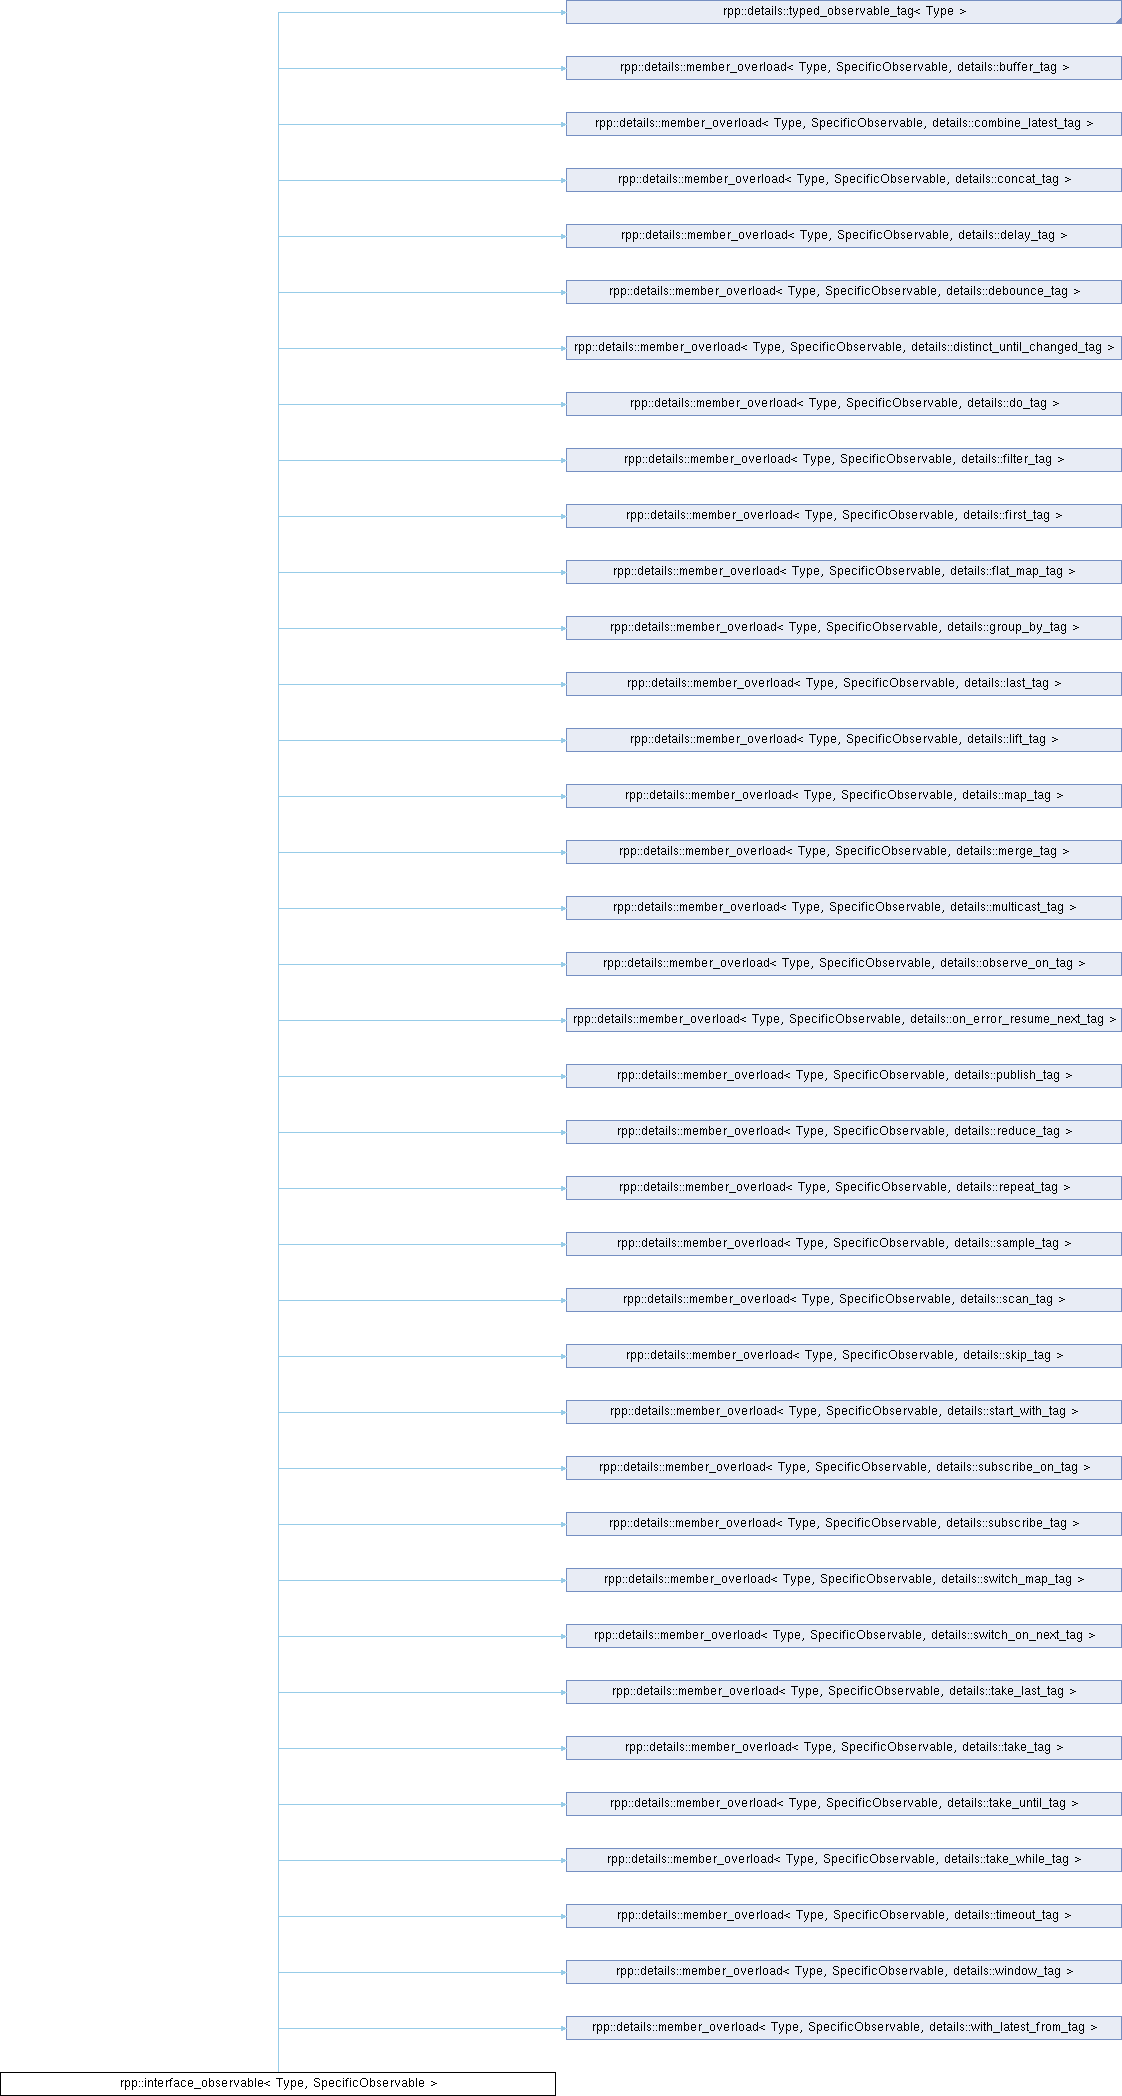 rpp::details::typed_observable_tag< Type >
rpp::details::member_overload< Type, SpecificObservable, details::buffer_tag >
rpp::details::member_overload< Type, SpecificObservable, details::combine_latest_tag >
rpp::details::member_overload< Type, SpecificObservable, details::concat_tag >
rpp::details::member_overload< Type, SpecificObservable, details::delay_tag >
rpp::details::member_overload< Type, SpecificObservable, details::debounce_tag >
rpp::details::member_overload< Type, SpecificObservable, details::distinct_until_changed_tag >
rpp::details::member_overload< Type, SpecificObservable, details::do_tag >
rpp::details::member_overload< Type, SpecificObservable, details::filter_tag >
rpp::details::member_overload< Type, SpecificObservable, details::first_tag >
rpp::details::member_overload< Type, SpecificObservable, details::flat_map_tag >
rpp::details::member_overload< Type, SpecificObservable, details::group_by_tag >
rpp::details::member_overload< Type, SpecificObservable, details::last_tag >
rpp::details::member_overload< Type, SpecificObservable, details::lift_tag >
rpp::details::member_overload< Type, SpecificObservable, details::map_tag >
rpp::details::member_overload< Type, SpecificObservable, details::merge_tag >
rpp::details::member_overload< Type, SpecificObservable, details::multicast_tag >
rpp::details::member_overload< Type, SpecificObservable, details::observe_on_tag >
rpp::details::member_overload< Type, SpecificObservable, details::on_error_resume_next_tag >
rpp::details::member_overload< Type, SpecificObservable, details::publish_tag >
rpp::details::member_overload< Type, SpecificObservable, details::reduce_tag >
rpp::details::member_overload< Type, SpecificObservable, details::repeat_tag >
rpp::details::member_overload< Type, SpecificObservable, details::sample_tag >
rpp::details::member_overload< Type, SpecificObservable, details::scan_tag >
rpp::details::member_overload< Type, SpecificObservable, details::skip_tag >
rpp::details::member_overload< Type, SpecificObservable, details::start_with_tag >
rpp::details::member_overload< Type, SpecificObservable, details::subscribe_on_tag >
rpp::details::member_overload< Type, SpecificObservable, details::subscribe_tag >
rpp::details::member_overload< Type, SpecificObservable, details::switch_map_tag >
rpp::details::member_overload< Type, SpecificObservable, details::switch_on_next_tag >
rpp::details::member_overload< Type, SpecificObservable, details::take_last_tag >
rpp::details::member_overload< Type, SpecificObservable, details::take_tag >
rpp::details::member_overload< Type, SpecificObservable, details::take_until_tag >
rpp::details::member_overload< Type, SpecificObservable, details::take_while_tag >
rpp::details::member_overload< Type, SpecificObservable, details::timeout_tag >
rpp::details::member_overload< Type, SpecificObservable, details::window_tag >
rpp::details::member_overload< Type, SpecificObservable, details::with_latest_from_tag >
rpp::interface_observable< Type, SpecificObservable >